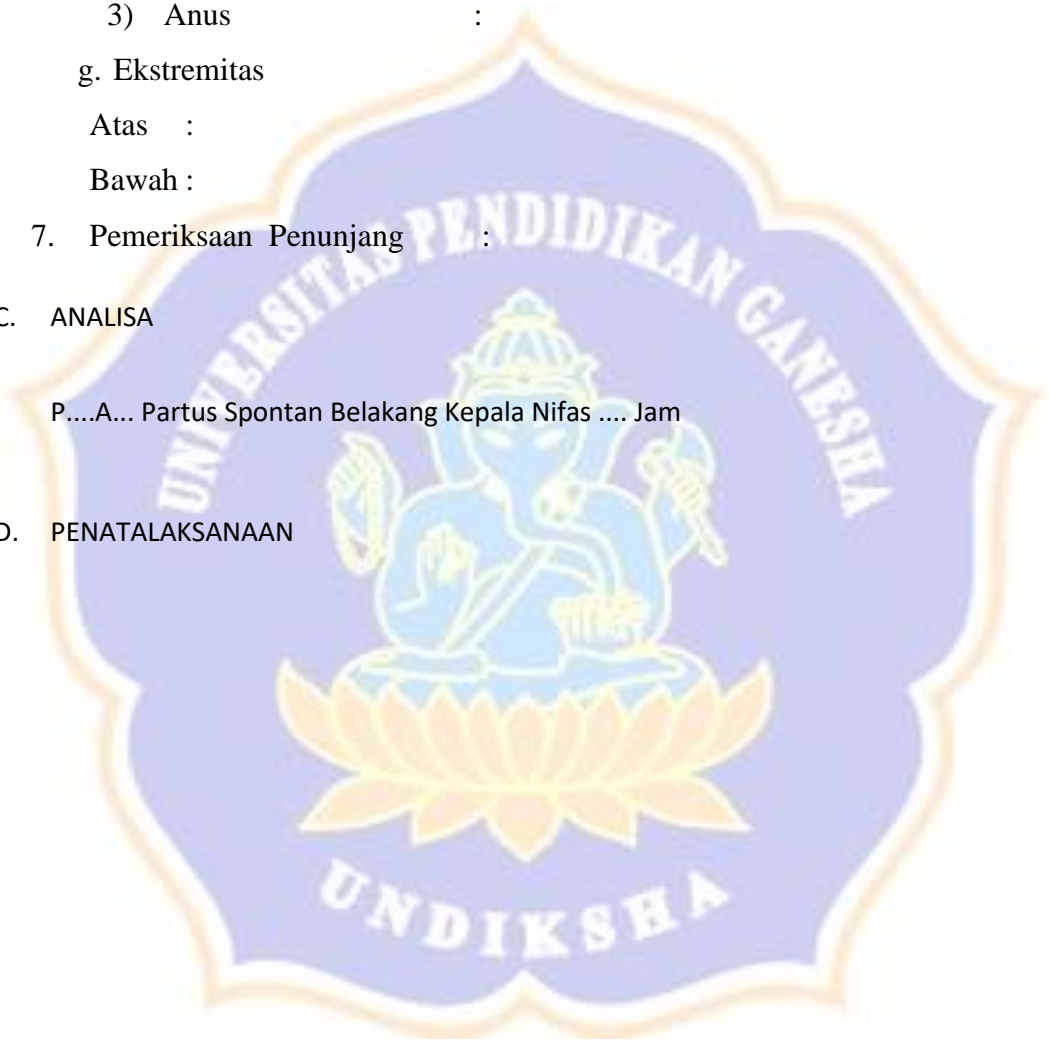 3) Anus :
g. Ekstremitas
Atas :
Bawah :
7. Pemeriksaan Penunjang :
C. ANALISA
P....A... Partus Spontan Belakang Kepala Nifas .... Jam
D. PENATALAKSANAAN
UNIVERSITAS PENDIDIKAN GANESHA
UNDIKSHA